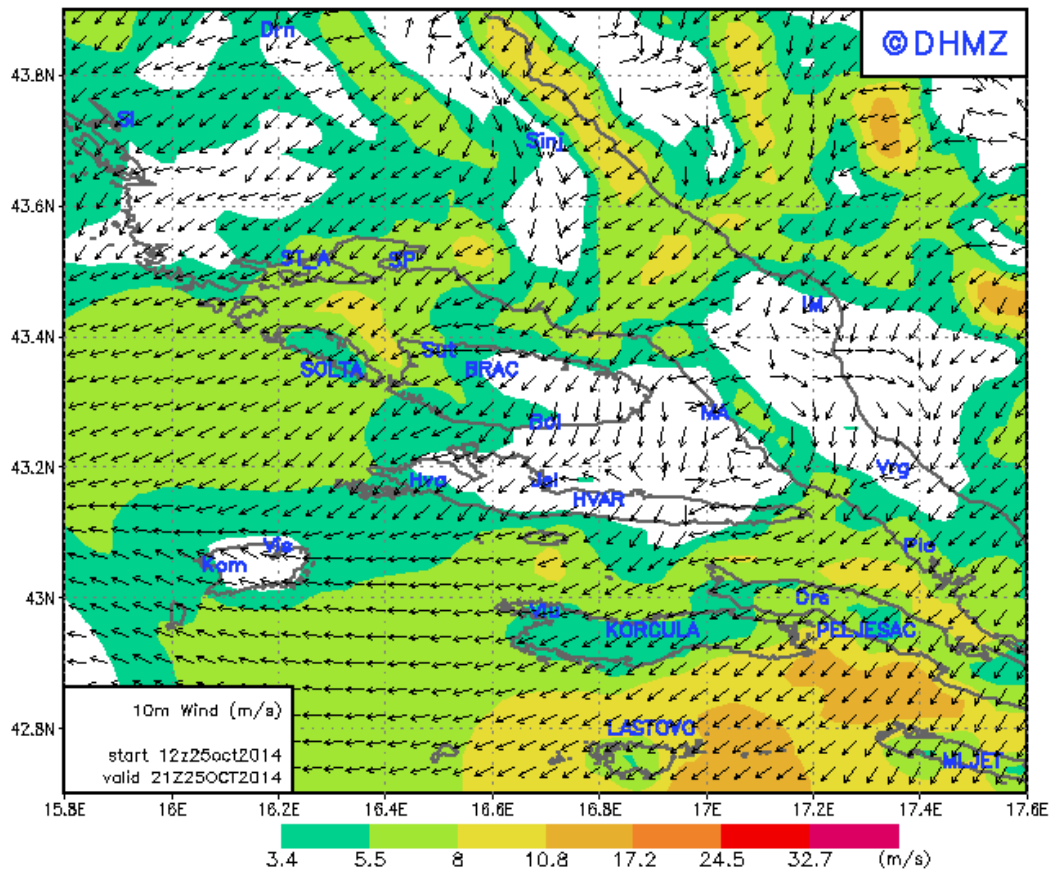 ©DHMZ
Drn
43.8N
SI
Sinj
43.6N
ST_A
SP
IM
43.4N
Sut
SOLTA
BRAC
MA
Bol
43.2N
Hva
Jel
Vrg
HVAR
Vis
Kom
Plo
43N
Vlu
Ore
KORCULA
PELJESAC
10m Wind (m/s)
LASTOVO
42.8N
start 12z25oct2014
MLJET
valid 21Z25OCT2014
15.8E 16E 16.2E 16.4E 16.6E 16.8E 17E 17.2E 17.4E 17.6E
3.4 5.5 8 10.8 17.2 24.5 32.7 (m/s)